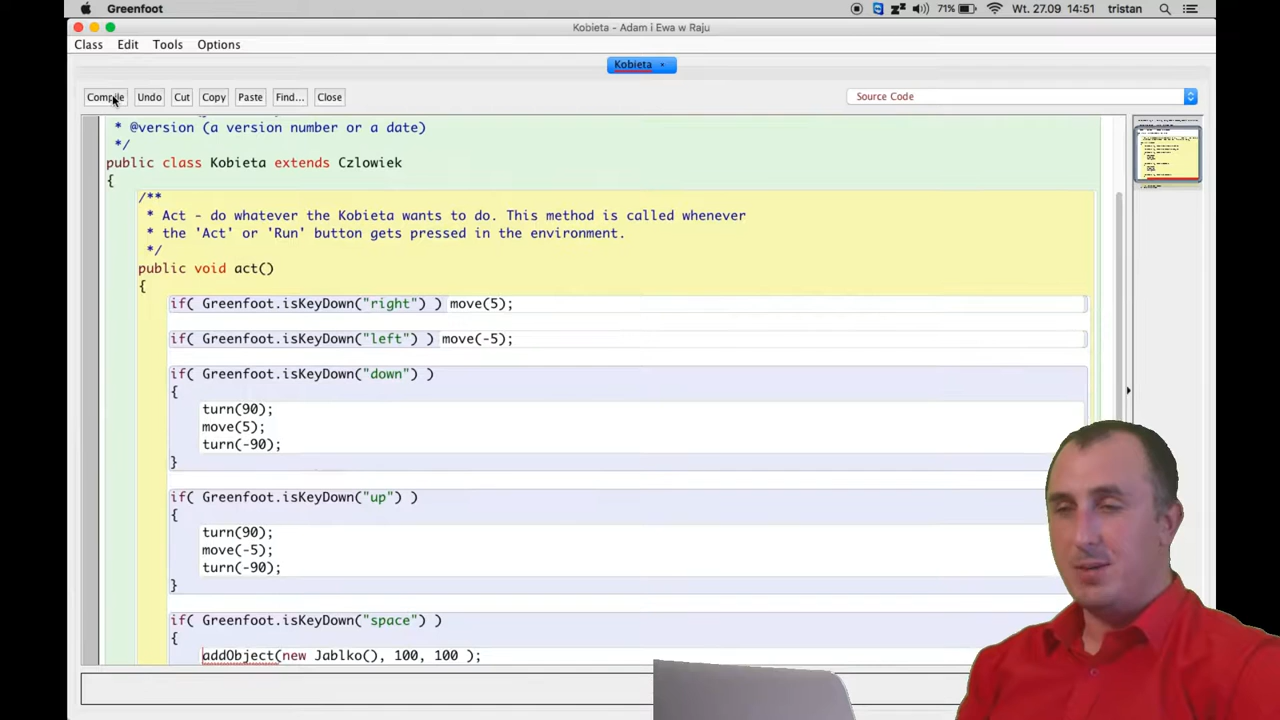 Greenfoot
71%
Wt. 27.09 14:51
tristan
Kobieta - Adam i Ewa w Raju
Class Edit Tools Options
Kobieta ×
Compile Undo Cut Copy Paste Find... Close
Source Code
* @version (a version number or a date)
*/
public class Kobieta extends Czlowiek
{
/**
* Act - do whatever the Kobieta wants to do. This method is called whenever
* the 'Act' or 'Run' button gets pressed in the environment.
*/
public void act()
{
if( Greenfoot.isKeyDown("right") ) move(5);
if( Greenfoot.isKeyDown("left") ) move(-5);
if( Greenfoot.isKeyDown("down") )
{
turn(90);
move(5);
turn(-90);
}
if( Greenfoot.isKeyDown("up") )
{
turn(90);
move(-5);
turn(-90);
}
if( Greenfoot.isKeyDown("space") )
{
addObject(new Jablko(), 100, 100 );